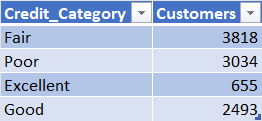 Credit_Category Customers
Fair 3818
Poor 3034
Excellent 655
Good 2493